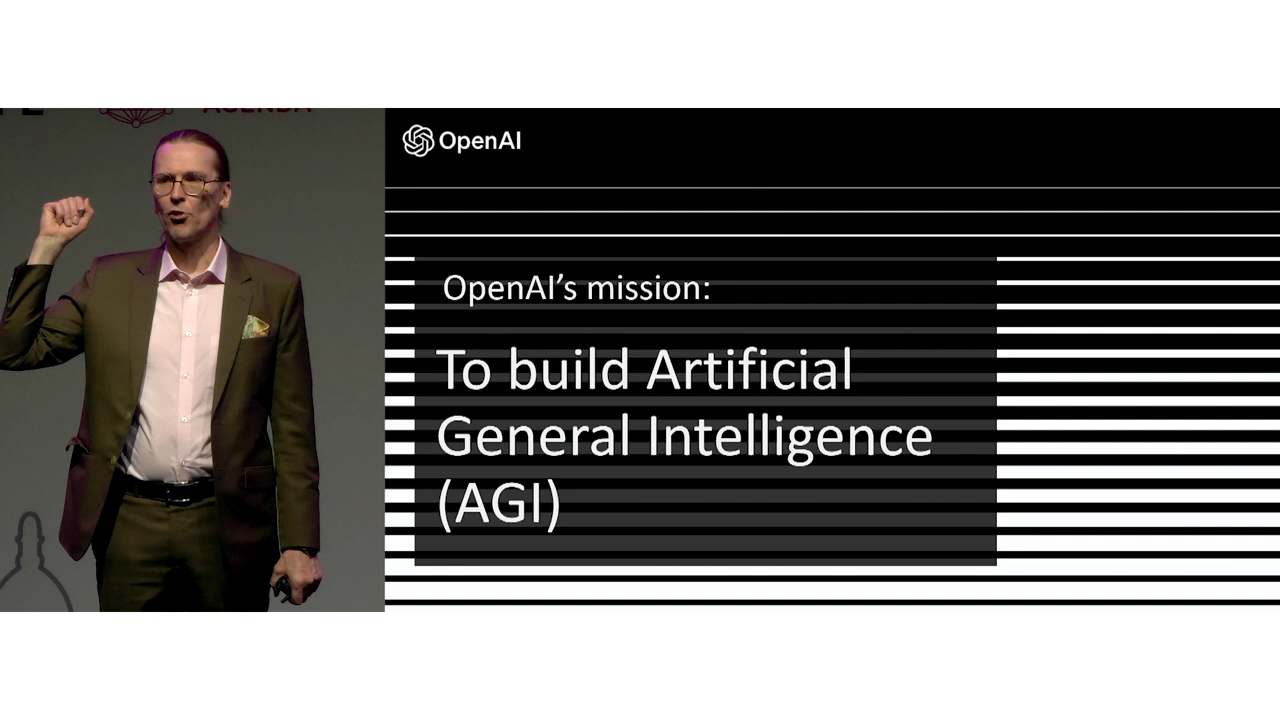 OpenAI
OpenAI's mission:
To build Artificial
General Intelligence
(AGI)